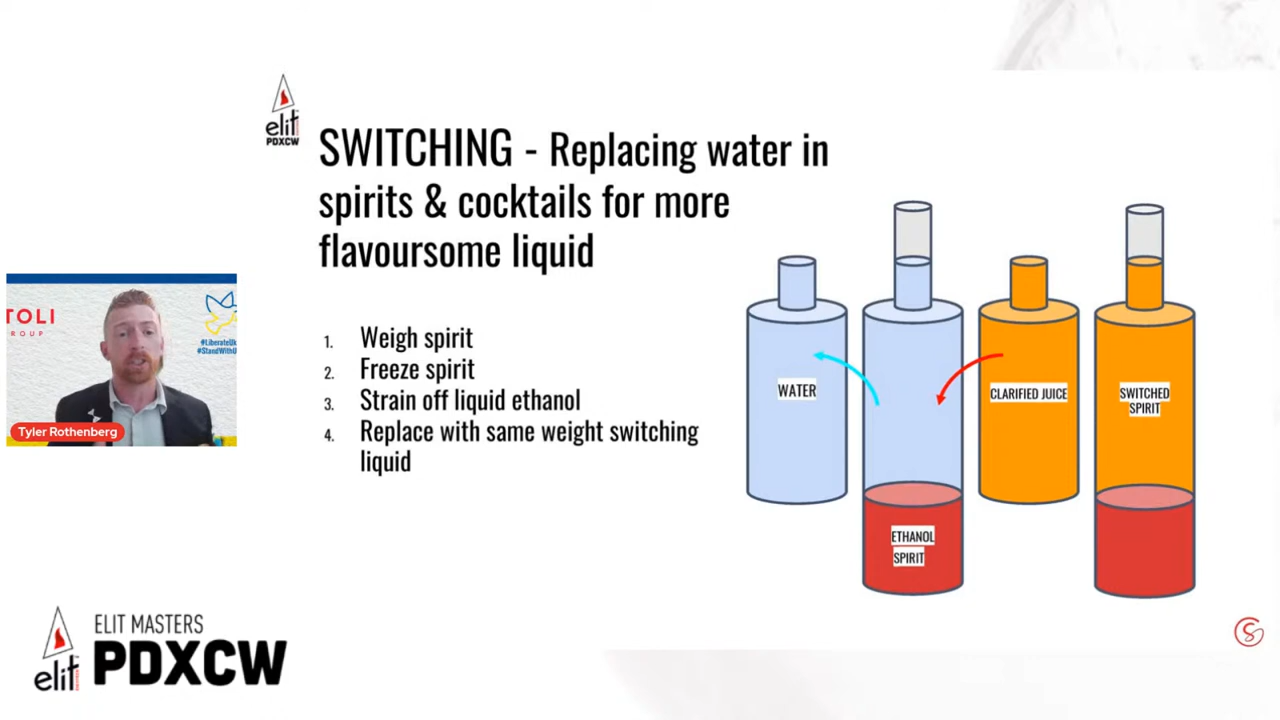 elit
PDXCW
SWITCHING - Replacing water in
spirits & cocktails for more
flavoursome liquid
1. Weigh spirit
2. Freeze spirit
3. Strain off liquid ethanol
4. Replace with same weight switching
liquid
WATER
ETHANOL
SPIRIT
CLARIFIED JUICE
SWITCHED
SPIRIT
TOLI
ROUP
#LiberateUk
#StandWithU
Tyler Rothenberg
elit
ELIT MASTERS
PDXCW
S